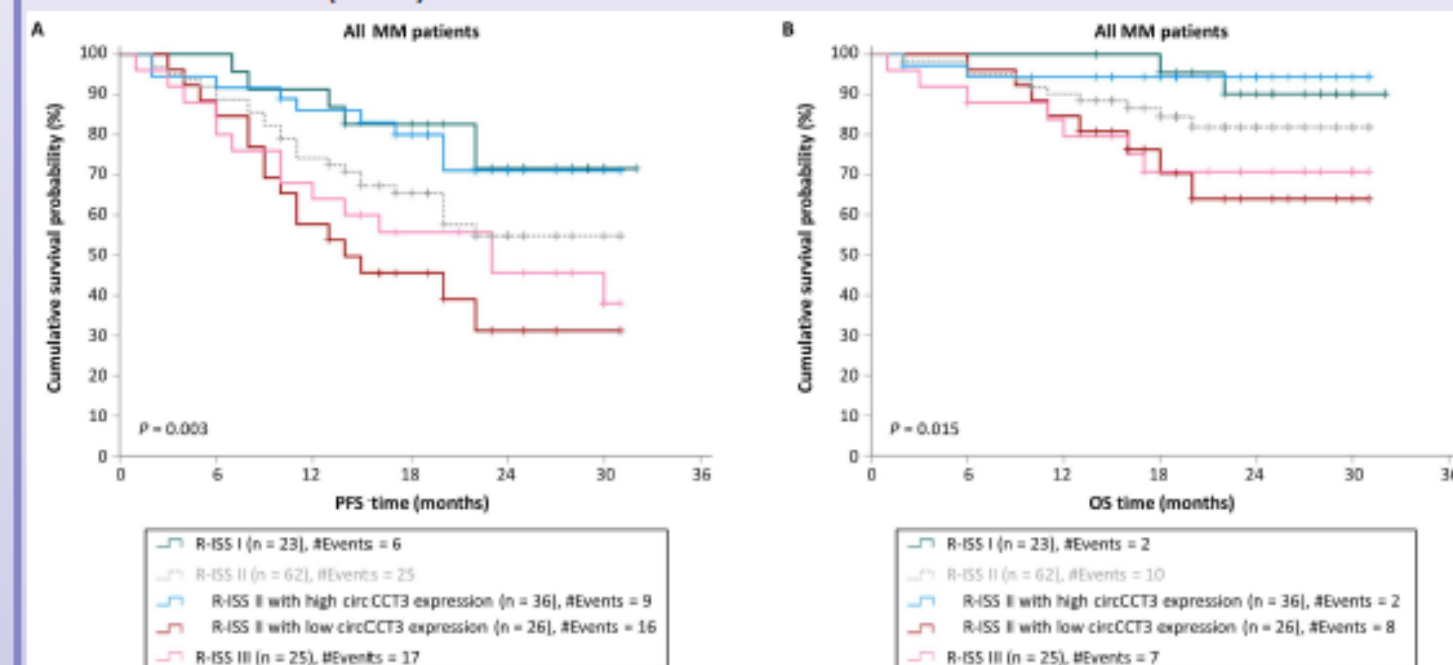 A
All MM patients
Cumulative survival probability (%)
100
90
80
70
60
50
40
30
20
10
0
P = 0.003
0 6 12 18 24 30 36
PFS time (months)
R-ISS I (n = 23), #Events = 6
R-ISS II (n = 62), #Events = 25
R-ISS II with high circCCT3 expression (n = 36), #Events = 9
R-ISS II with low circCCT3 expression (n = 26), #Events = 16
R-ISS III (n = 25), #Events = 17
B
All MM patients
Cumulative survival probability (%)
100
90
80
70
60
50
40
30
20
10
0
P = 0.015
0 6 12 18 24 30
OS time (months)
R-ISS I (n = 23), #Events = 2
R-ISS II (n = 62), #Events = 10
R-ISS II with high circCCT3 expression (n = 36), #Events = 2
R-ISS II with low circCCT3 expression (n = 26), #Events = 8
R-ISS III (n = 25), #Events = 7